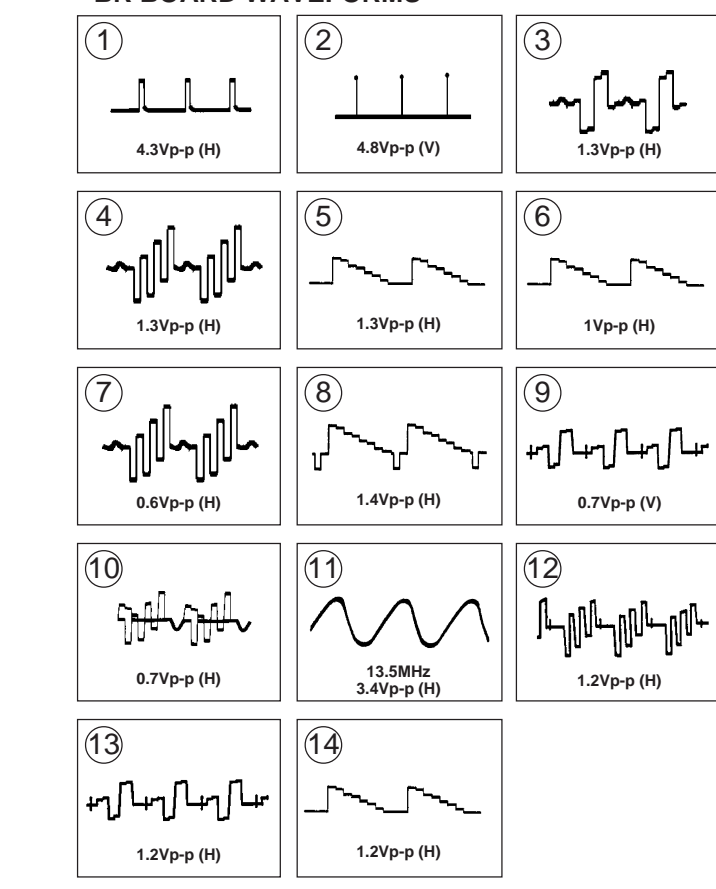 ①
4.3Vp-p (H)
②
4.8Vp-p (V)
③
1.3Vp-p (H)
④
1.3Vp-p (H)
⑤
1.3Vp-p (H)
⑥
1Vp-p (H)
⑦
0.6Vp-p (H)
⑧
1.4Vp-p (H)
⑨
0.7Vp-p (V)
⑩
0.7Vp-p (H)
⑪
13.5MHz
3.4Vp-p (H)
⑫
1.2Vp-p (H)
⑬
1.2Vp-p (H)
⑭
1.2Vp-p (H)